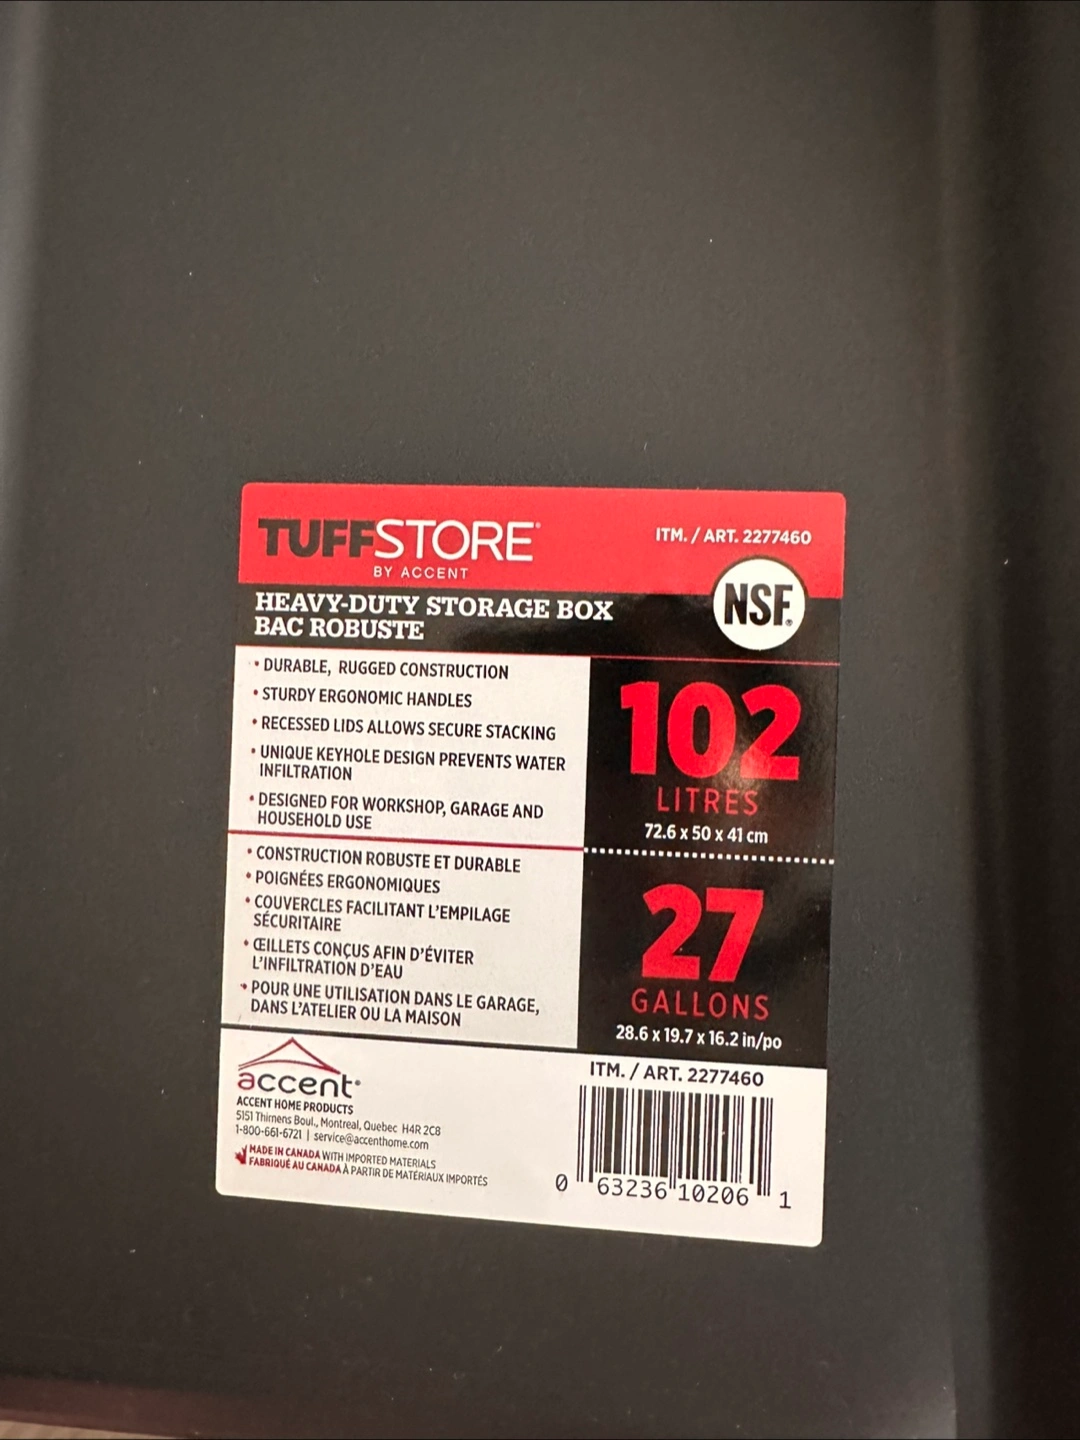 TUFFSTORE®
BY ACCENT
ITM. / ART. 2277460
NSF®
HEAVY-DUTY STORAGE BOX
BAC ROBUSTE
• DURABLE, RUGGED CONSTRUCTION
• STURDY ERGONOMIC HANDLES
• RECESSED LIDS ALLOWS SECURE STACKING
• UNIQUE KEYHOLE DESIGN PREVENTS WATER
INFILTRATION
• DESIGNED FOR WORKSHOP, GARAGE AND
HOUSEHOLD USE
• CONSTRUCTION ROBUSTE ET DURABLE
• POIGNÉES ERGONOMIQUES
• COUVERCLES FACILITANT L'EMPILAGE
SÉCURITAIRE
• ŒILLETS CONÇUS AFIN D'ÉVITER
L'INFILTRATION D'EAU
• POUR UNE UTILISATION DANS LE GARAGE,
DANS L'ATELIER OU LA MAISON
102
LITRES
72.6 x 50 x 41 cm
27
GALLONS
28.6 x 19.7 x 16.2 in/po
accent®
ACCENT HOME PRODUCTS
5151 Thimens Boul., Montreal, Quebec H4R 2C8
1-800-661-6721 | service@accenthome.com
MADE IN CANADA WITH IMPORTED MATERIALS
FABRIQUÉ AU CANADA À PARTIR DE MATÉRIAUX IMPORTÉS
ITM. / ART. 2277460
0 63236 10206 1